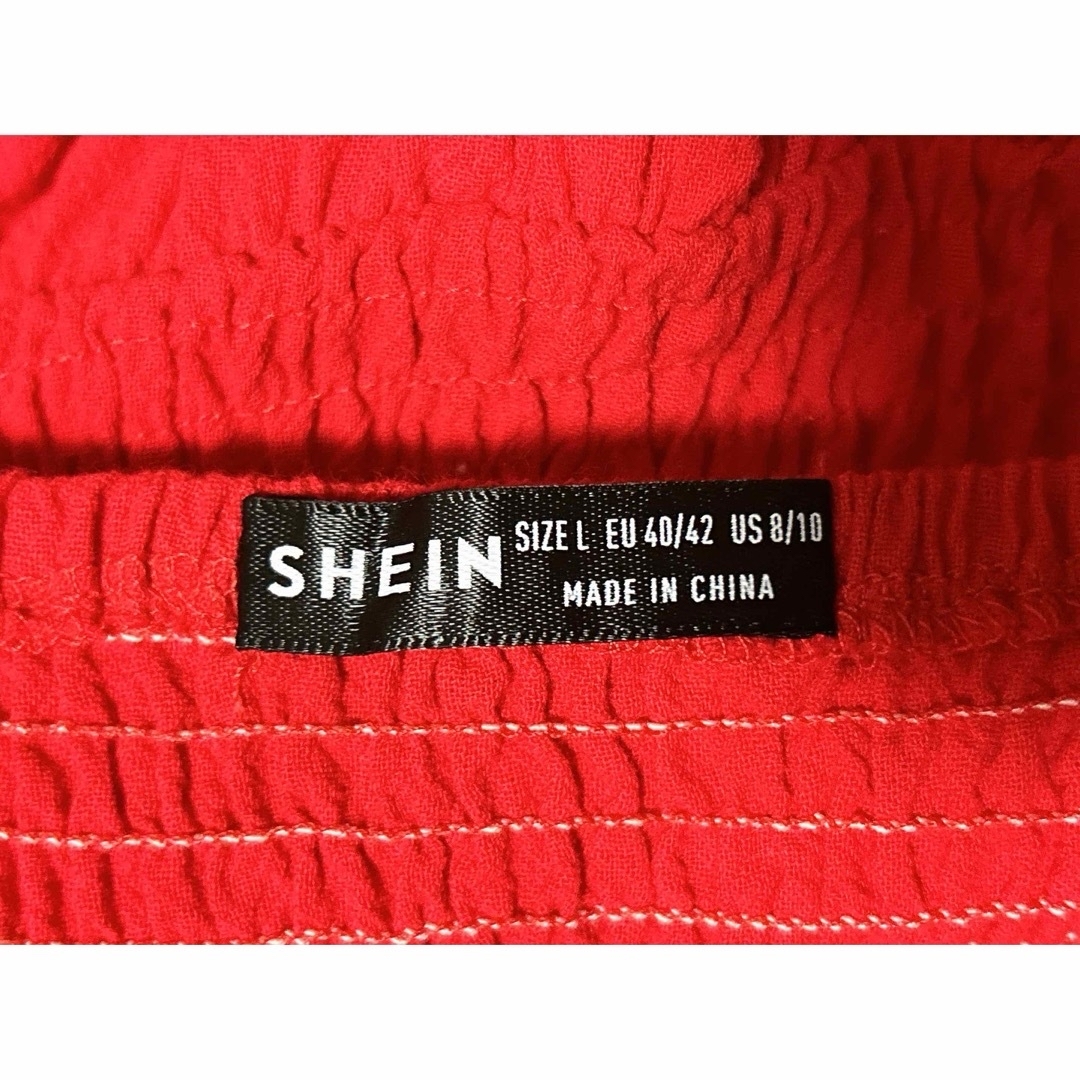 SHEIN
SIZE L EU 40/42 US 8/10
MADE IN CHINA